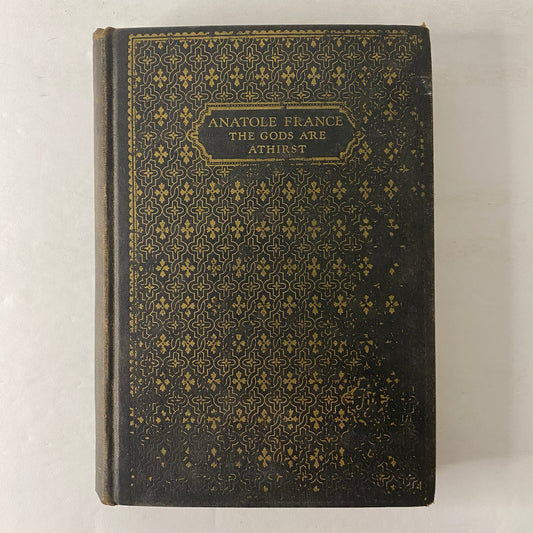 ANATOLE FRANCE
THE GODS ARE
ATHIRST